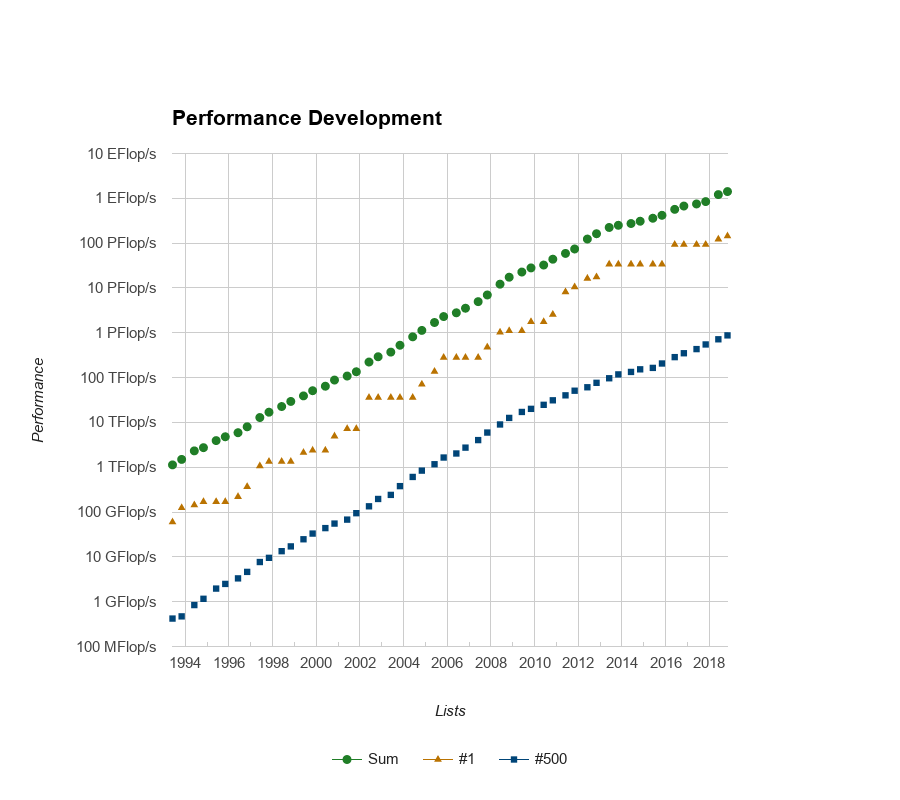 Performance Development
10 EFlop/s
1 EFlop/s
100 PFlop/s
10 PFlop/s
1 PFlop/s
100 TFlop/s
10 TFlop/s
1 TFlop/s
100 GFlop/s
10 GFlop/s
1 GFlop/s
100 MFlop/s
Performance
1994 1996 1998 2000 2002 2004 2006 2008 2010 2012 2014 2016 2018
Lists
Sum #1 #500